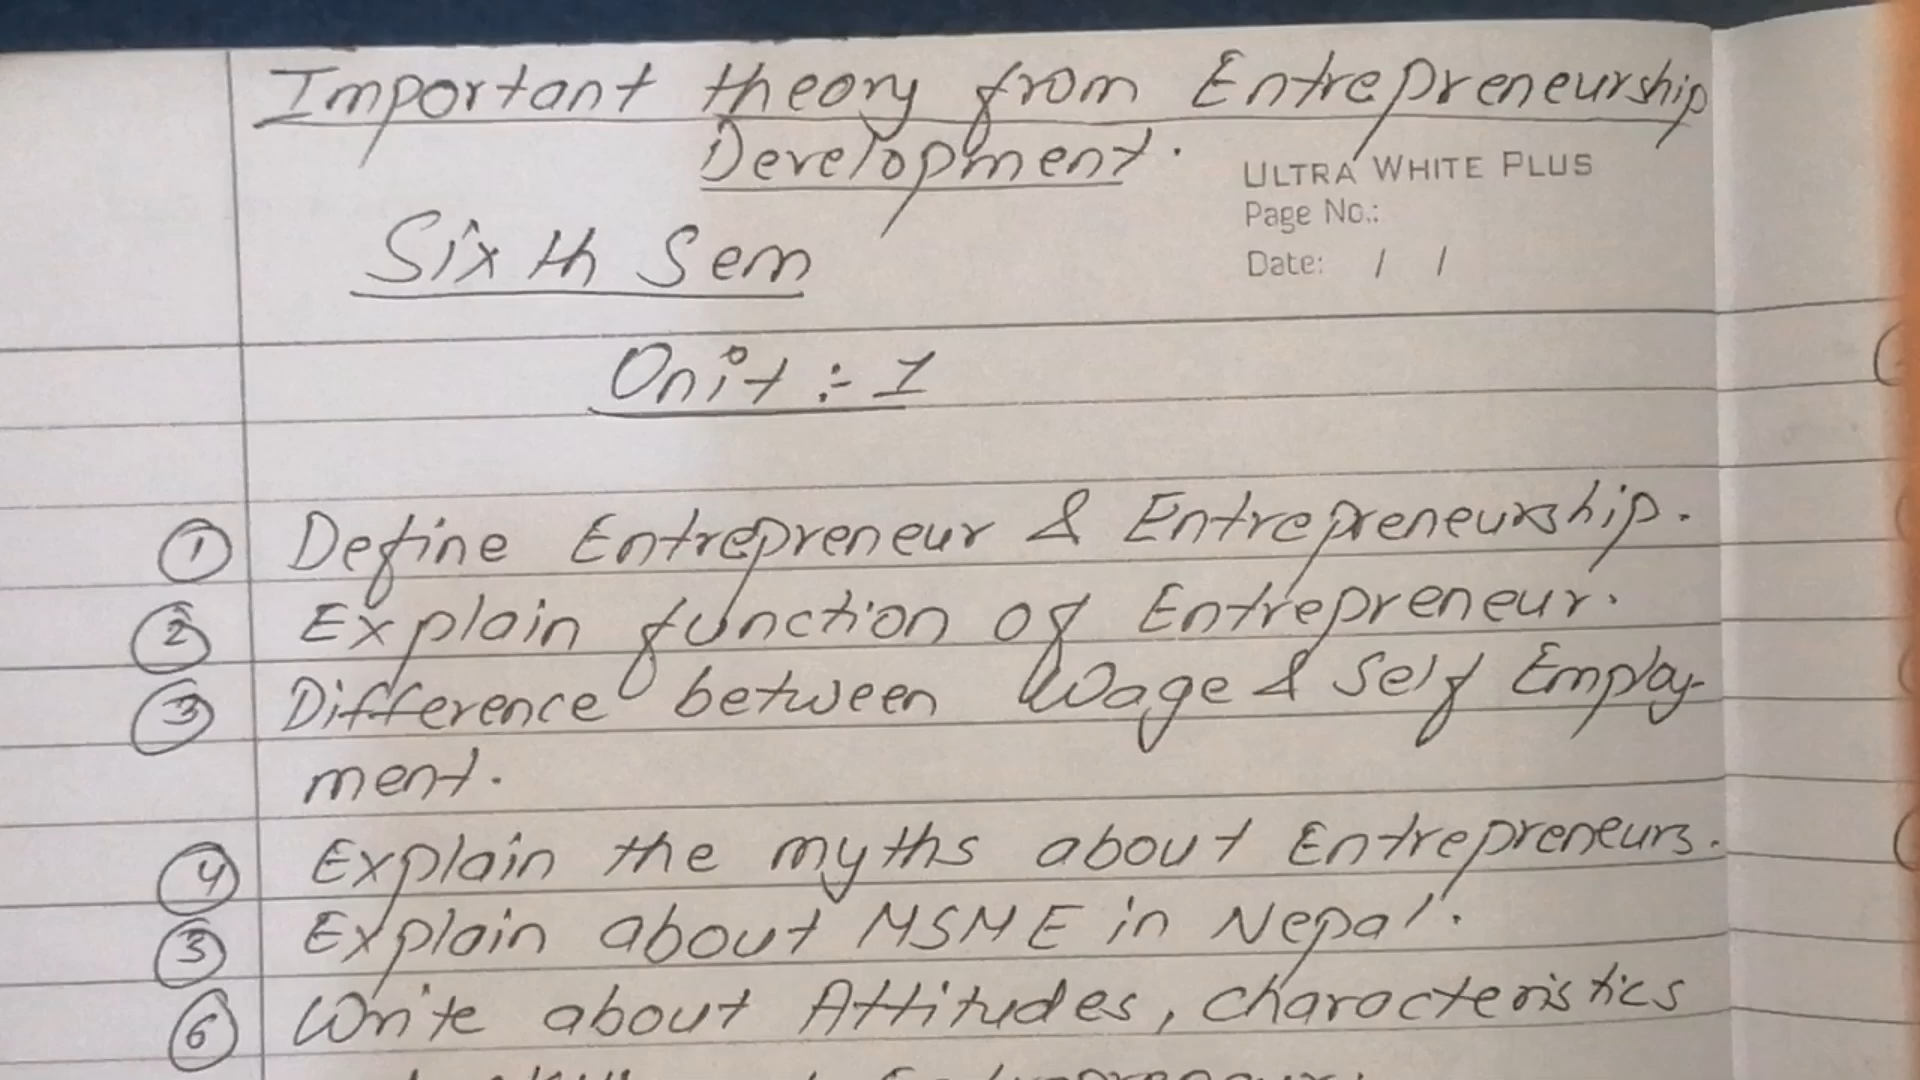 Important theory from Entrepreneurship
Development.
ULTRA WHITE PLUS
Page No.:
Date: / /
Sixth Sem
Unit :- 1
① Define Entrepreneur & Entrepreneurship.
② Explain function of Entrepreneur.
③ Difference between Wage & Self Employ-
ment.
④ Explain the myths about Entrepreneurs.
⑤ Explain about MSME in Nepal.
⑥ Write about Attitudes, characteristics